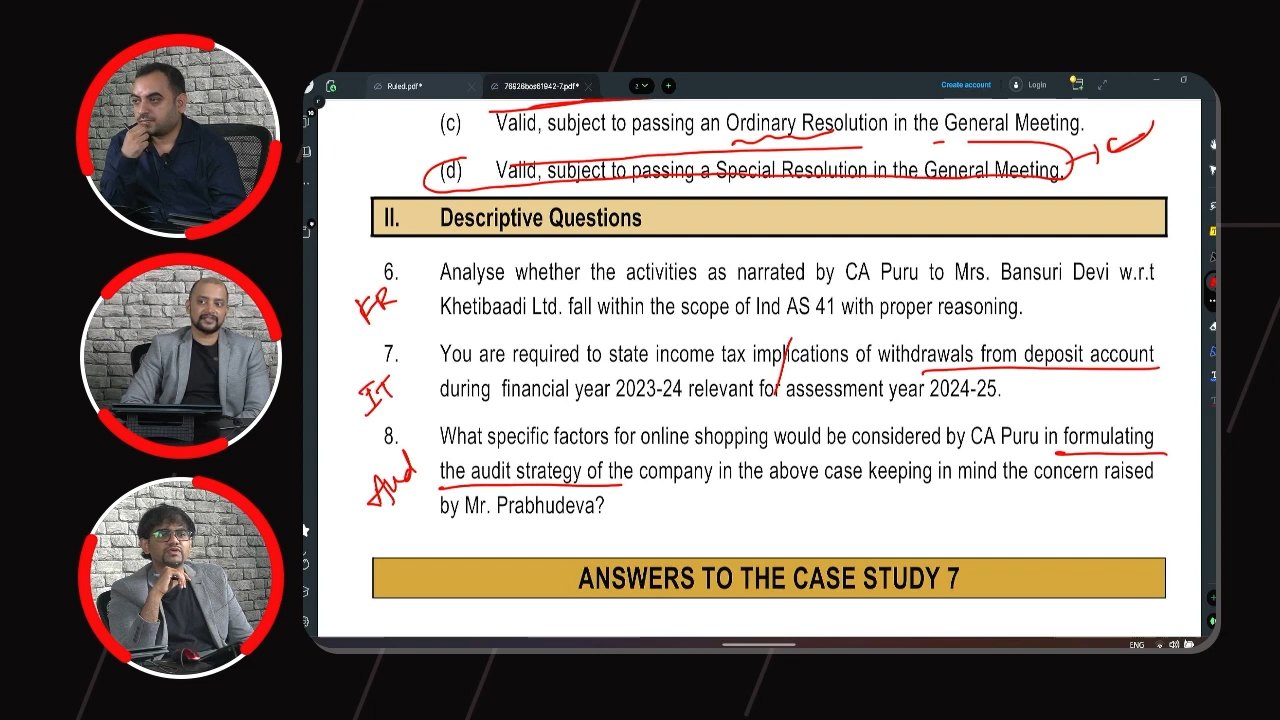 Ruled.pdf*
76926bos61942-7.pdf*
2
Create account
Login
(c) Valid, subject to passing an Ordinary Resolution in the General Meeting.
(d) Valid, subject to passing a Special Resolution in the General Meeting.
II. Descriptive Questions
6. Analyse whether the activities as narrated by CA Puru to Mrs. Bansuri Devi w.r.t
Khetibaadi Ltd. fall within the scope of Ind AS 41 with proper reasoning.
FR
7. You are required to state income tax implications of withdrawals from deposit account
during financial year 2023-24 relevant for assessment year 2024-25.
IT
8. What specific factors for online shopping would be considered by CA Puru in formulating
the audit strategy of the company in the above case keeping in mind the concern raised
by Mr. Prabhudeva?
Aud
ANSWERS TO THE CASE STUDY 7
ENG